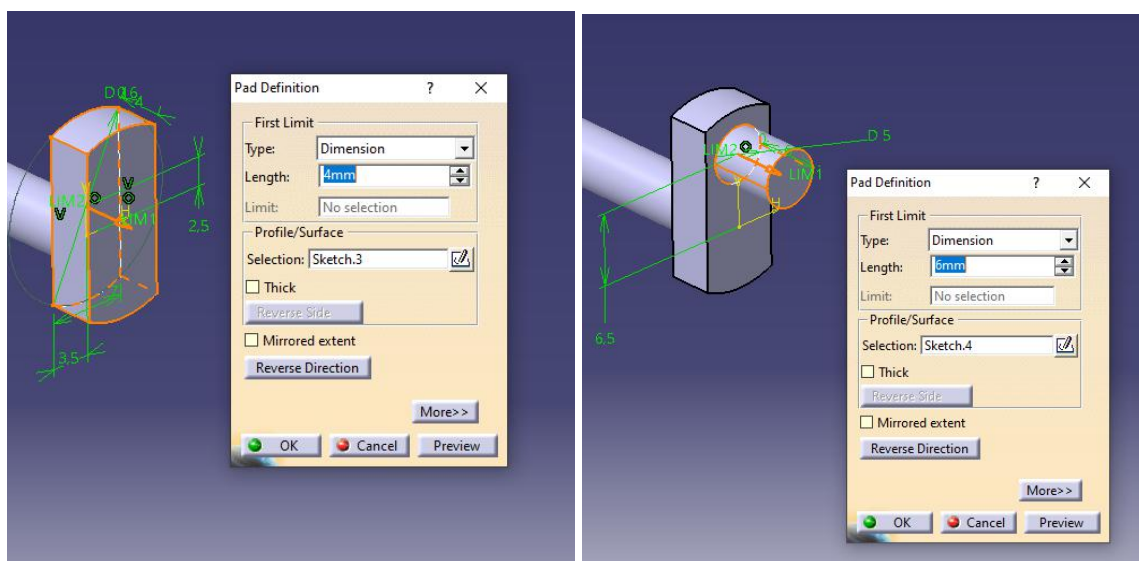 Pad Definition ? ×
First Limit
Type: Dimension
Length: 4mm
Limit: No selection
Profile/Surface
Selection: Sketch.3
Thick
Reverse Side
Mirrored extent
Reverse Direction
More>>
OK Cancel Preview
LIM2
LIM1
V
V
V
H
2,5
3,5
Pad Definition ? ×
First Limit
Type: Dimension
Length: 6mm
Limit: No selection
Profile/Surface
Selection: Sketch.4
Thick
Reverse Side
Mirrored extent
Reverse Direction
More>>
OK Cancel Preview
D 5
LIM2
LIM1
V
H
6,5